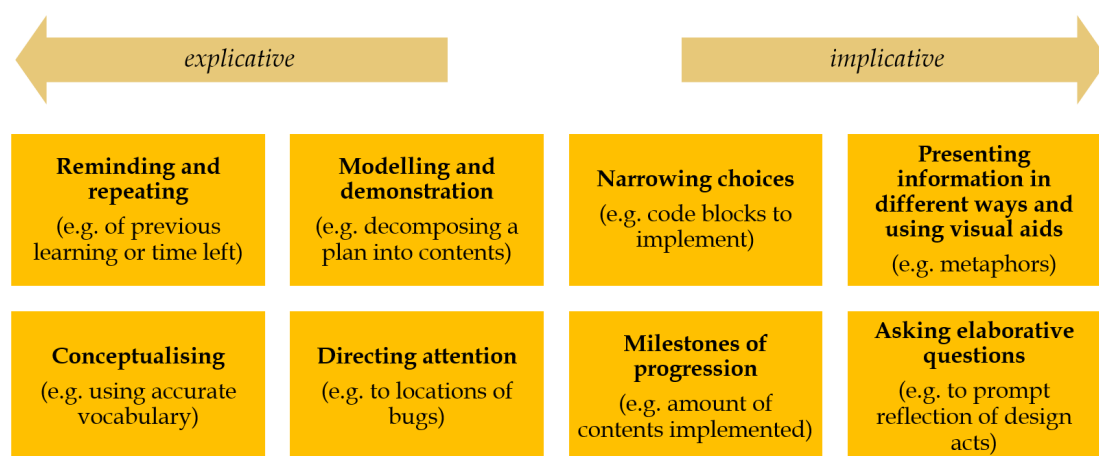 explicative
implicative
Reminding and
repeating
(e.g. of previous
learning or time left)
Modelling and
demonstration
(e.g. decomposing a
plan into contents)
Narrowing choices
(e.g. code blocks to
implement)
Presenting
information in
different ways and
using visual aids
(e.g. metaphors)
Conceptualising
(e.g. using accurate
vocabulary)
Directing attention
(e.g. to locations of
bugs)
Milestones of
progression
(e.g. amount of
contents implemented)
Asking elaborative
questions
(e.g. to prompt
reflection of design
acts)